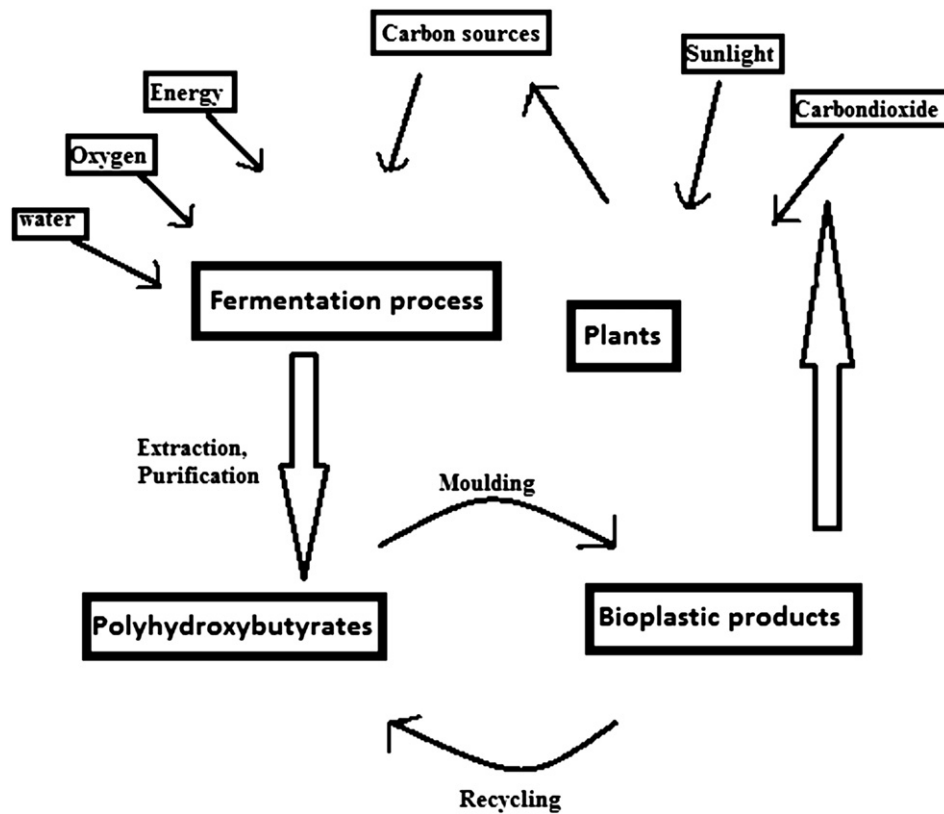 Carbon sources
Sunlight
Energy
Carbondioxide
Oxygen
water
Fermentation process
Plants
Extraction,
Purification
Moulding
Polyhydroxybutyrates
Bioplastic products
Recycling